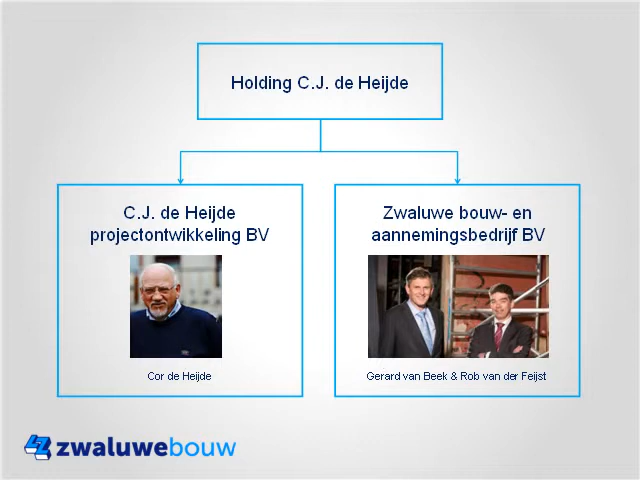 Holding C.J. de Heijde
C.J. de Heijde
projectontwikkeling BV
Cor de Heijde
Zwaluwe bouw- en
aannemingsbedrijf BV
Gerard van Beek & Rob van der Feijst
zwaluwebouw